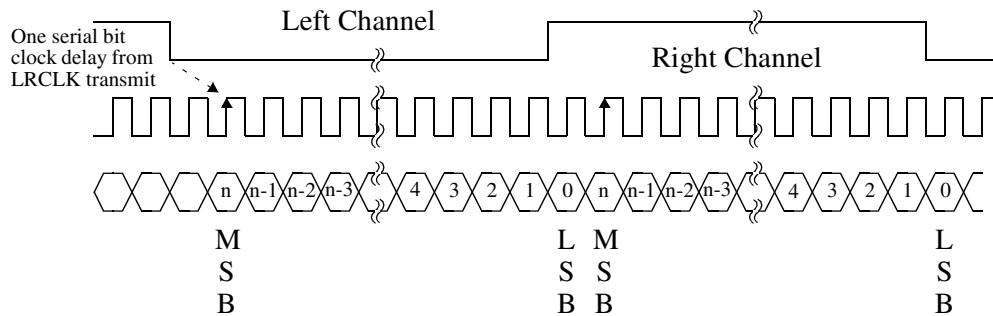 Left Channel
One serial bit
clock delay from
LRCLK transmit
Right Channel
n n-1 n-2 n-3 4 3 2 1 0 n n-1 n-2 n-3 4 3 2 1 0
M L M L
S S S S
B B B B